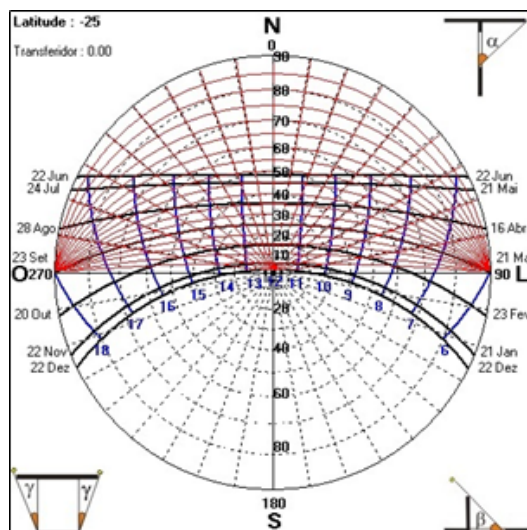 Latitude : -25
Transferidor : 0.00
N
0
90
80
70
60
50
40
30
20
10
α
22 Jun
24 Jul
28 Ago
23 Set
O 270
20 Out
22 Nov
22 Dez
22 Jun
21 Mai
16 Abr
21 Ma
90 L
23 Fev
21 Jan
22 Dez
18
17
16
15
14
13
12
11
10
9
8
7
6
40
60
80
180
S
γ
γ
β